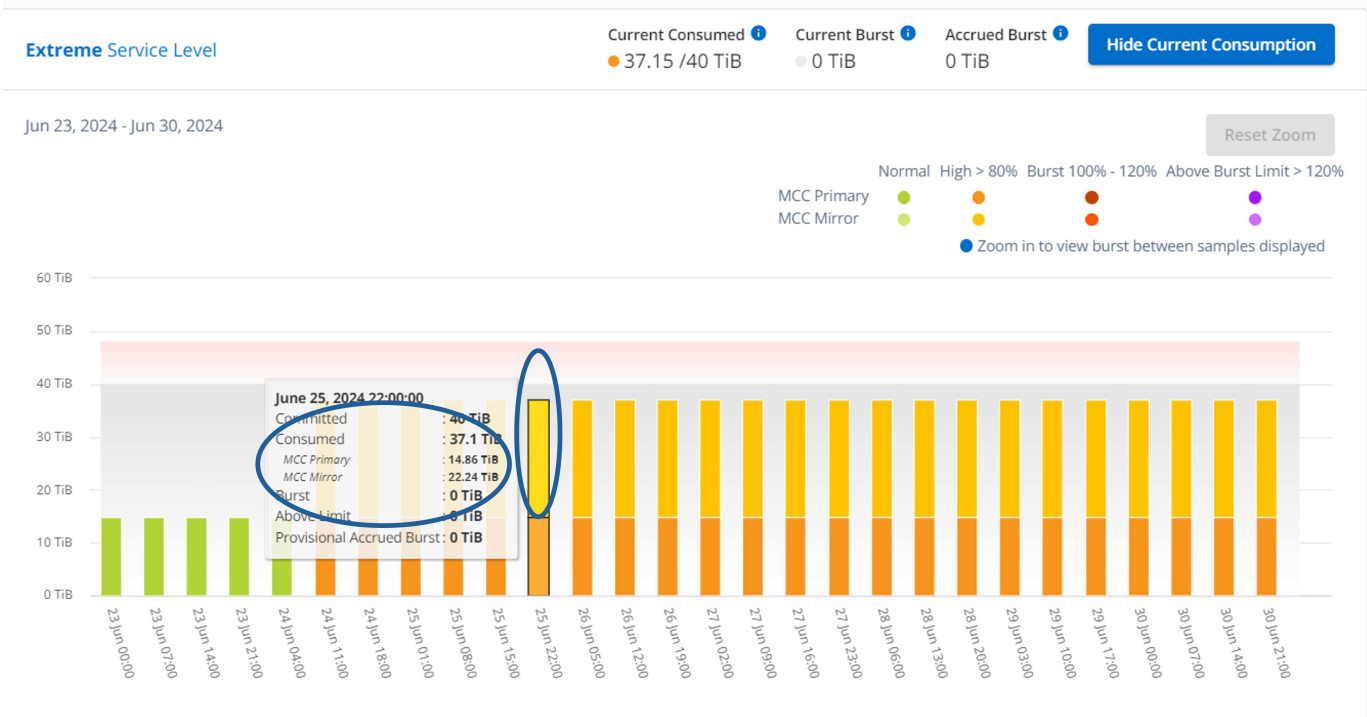 Extreme Service Level
Current Consumed
37.15 /40 TiB
Current Burst
0 TiB
Accrued Burst
0 TiB
Hide Current Consumption
Jun 23, 2024 - Jun 30, 2024
Reset Zoom
Normal High > 80% Burst 100% - 120% Above Burst Limit > 120%
MCC Primary
MCC Mirror
Zoom in to view burst between samples displayed
60 TiB
50 TiB
40 TiB
30 TiB
20 TiB
10 TiB
0 TiB
June 25, 2024 22:00:00
Committed : 40 TiB
Consumed : 37.1 TiB
MCC Primary : 14.86 TiB
MCC Mirror : 22.24 TiB
Burst : 0 TiB
Above Limit : 0 TiB
Provisional Accrued Burst : 0 TiB
23 Jun 00:00
23 Jun 07:00
23 Jun 14:00
23 Jun 21:00
24 Jun 04:00
24 Jun 11:00
24 Jun 18:00
25 Jun 01:00
25 Jun 08:00
25 Jun 15:00
25 Jun 22:00
26 Jun 05:00
26 Jun 12:00
26 Jun 19:00
27 Jun 02:00
27 Jun 09:00
27 Jun 16:00
27 Jun 23:00
28 Jun 06:00
28 Jun 13:00
28 Jun 20:00
29 Jun 03:00
29 Jun 10:00
29 Jun 17:00
30 Jun 00:00
30 Jun 07:00
30 Jun 14:00
30 Jun 21:00